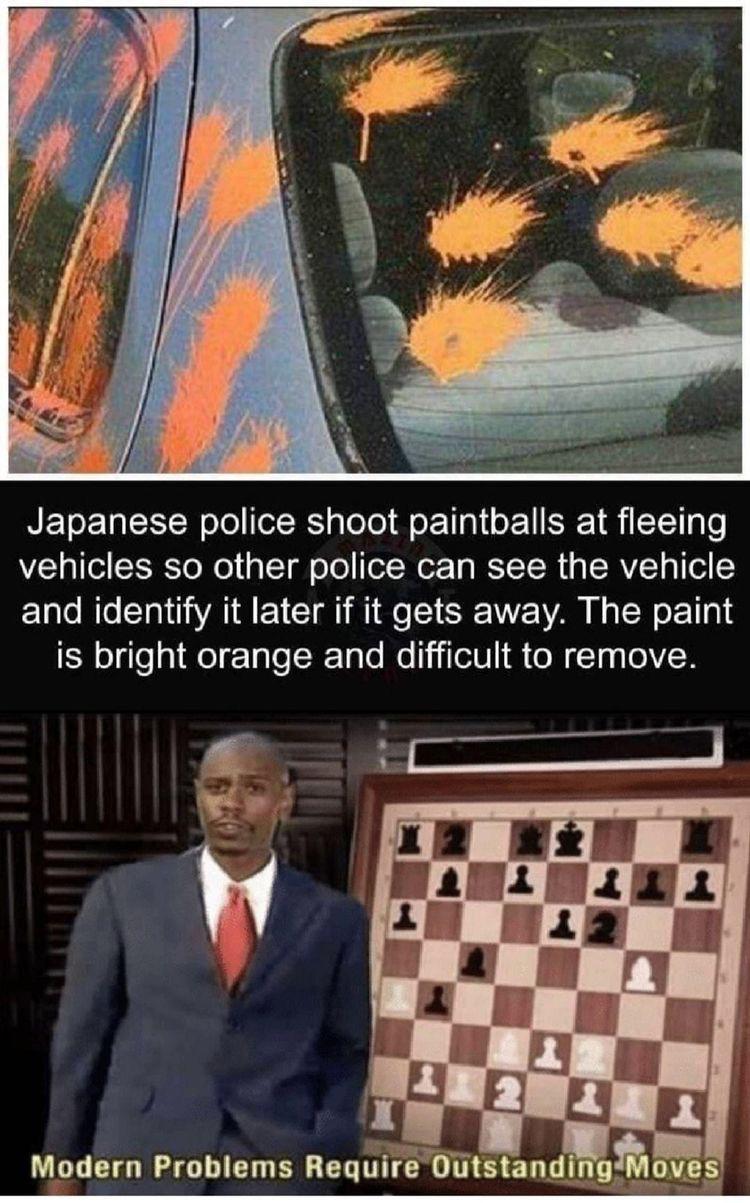 Japanese police shoot paintballs at fleeing
vehicles so other police can see the vehicle
and identify it later if it gets away. The paint
is bright orange and difficult to remove.
Modern Problems Require Outstanding Moves